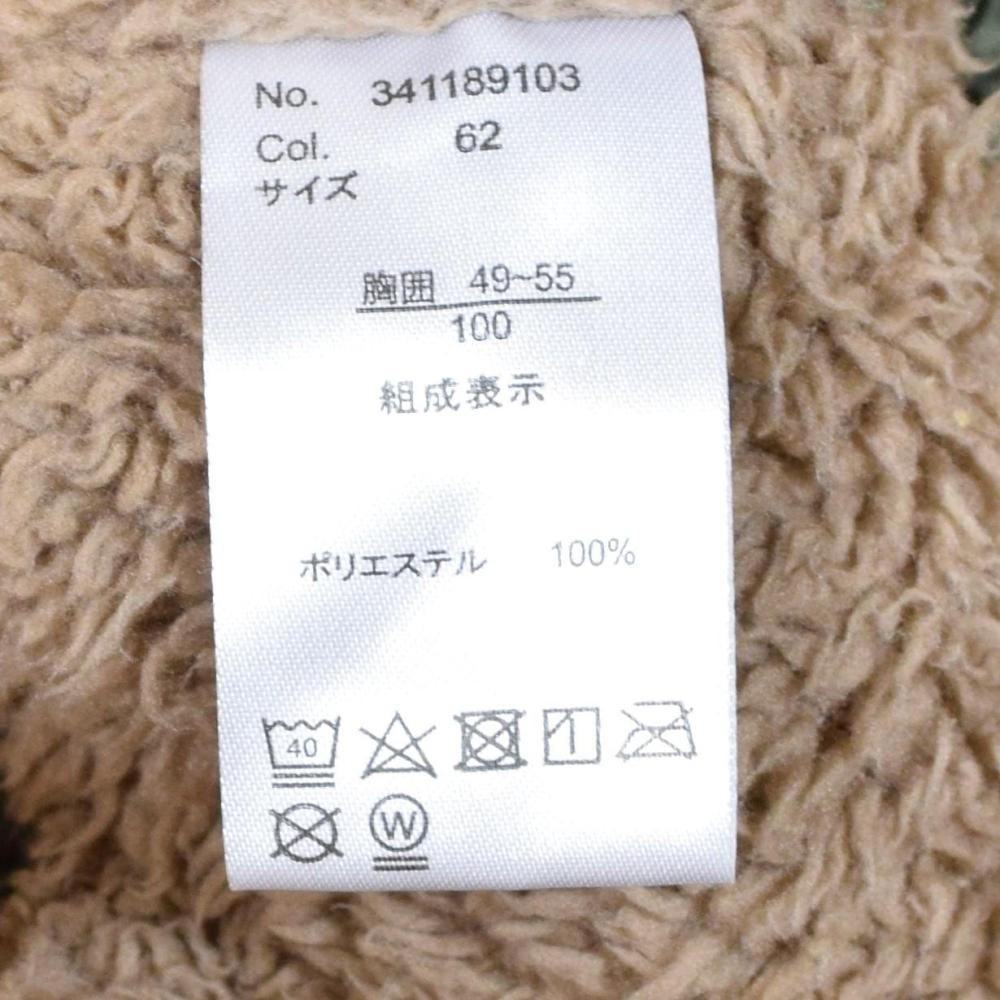 No. 341189103
Col. 62
サイズ
胸囲 49~55
100
組成表示
ポリエステル 100%
40
W